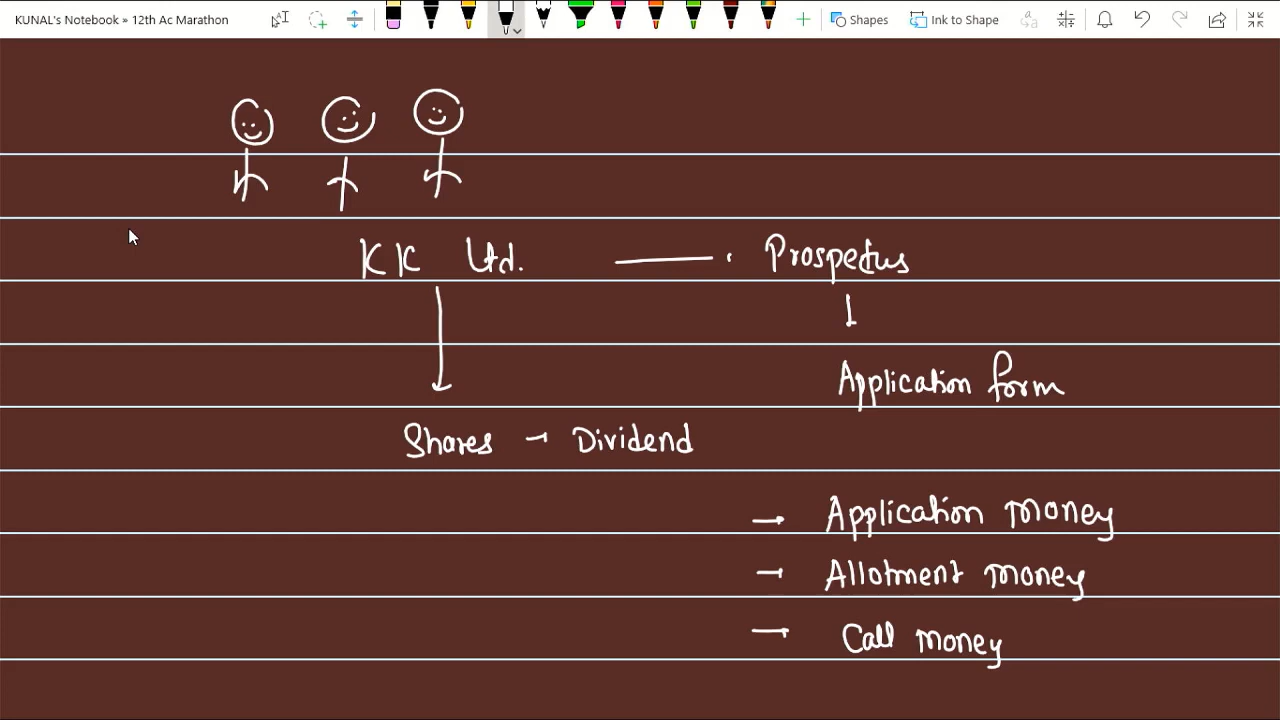 KUNAL's Notebook » 12th Ac Marathon
Shapes
Ink to Shape
KK Ltd. Prospectus
Application form
Shares → Dividend
→ Application money
→ Allotment money
→ Call money